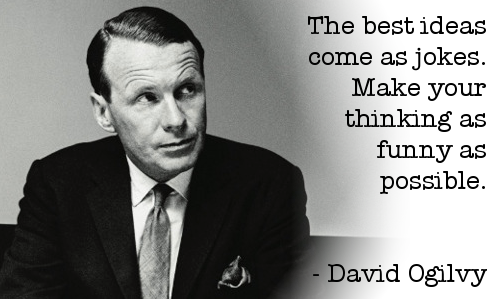 The best ideas
come as jokes.
Make your
thinking as
funny as
possible.
- David Ogilvy